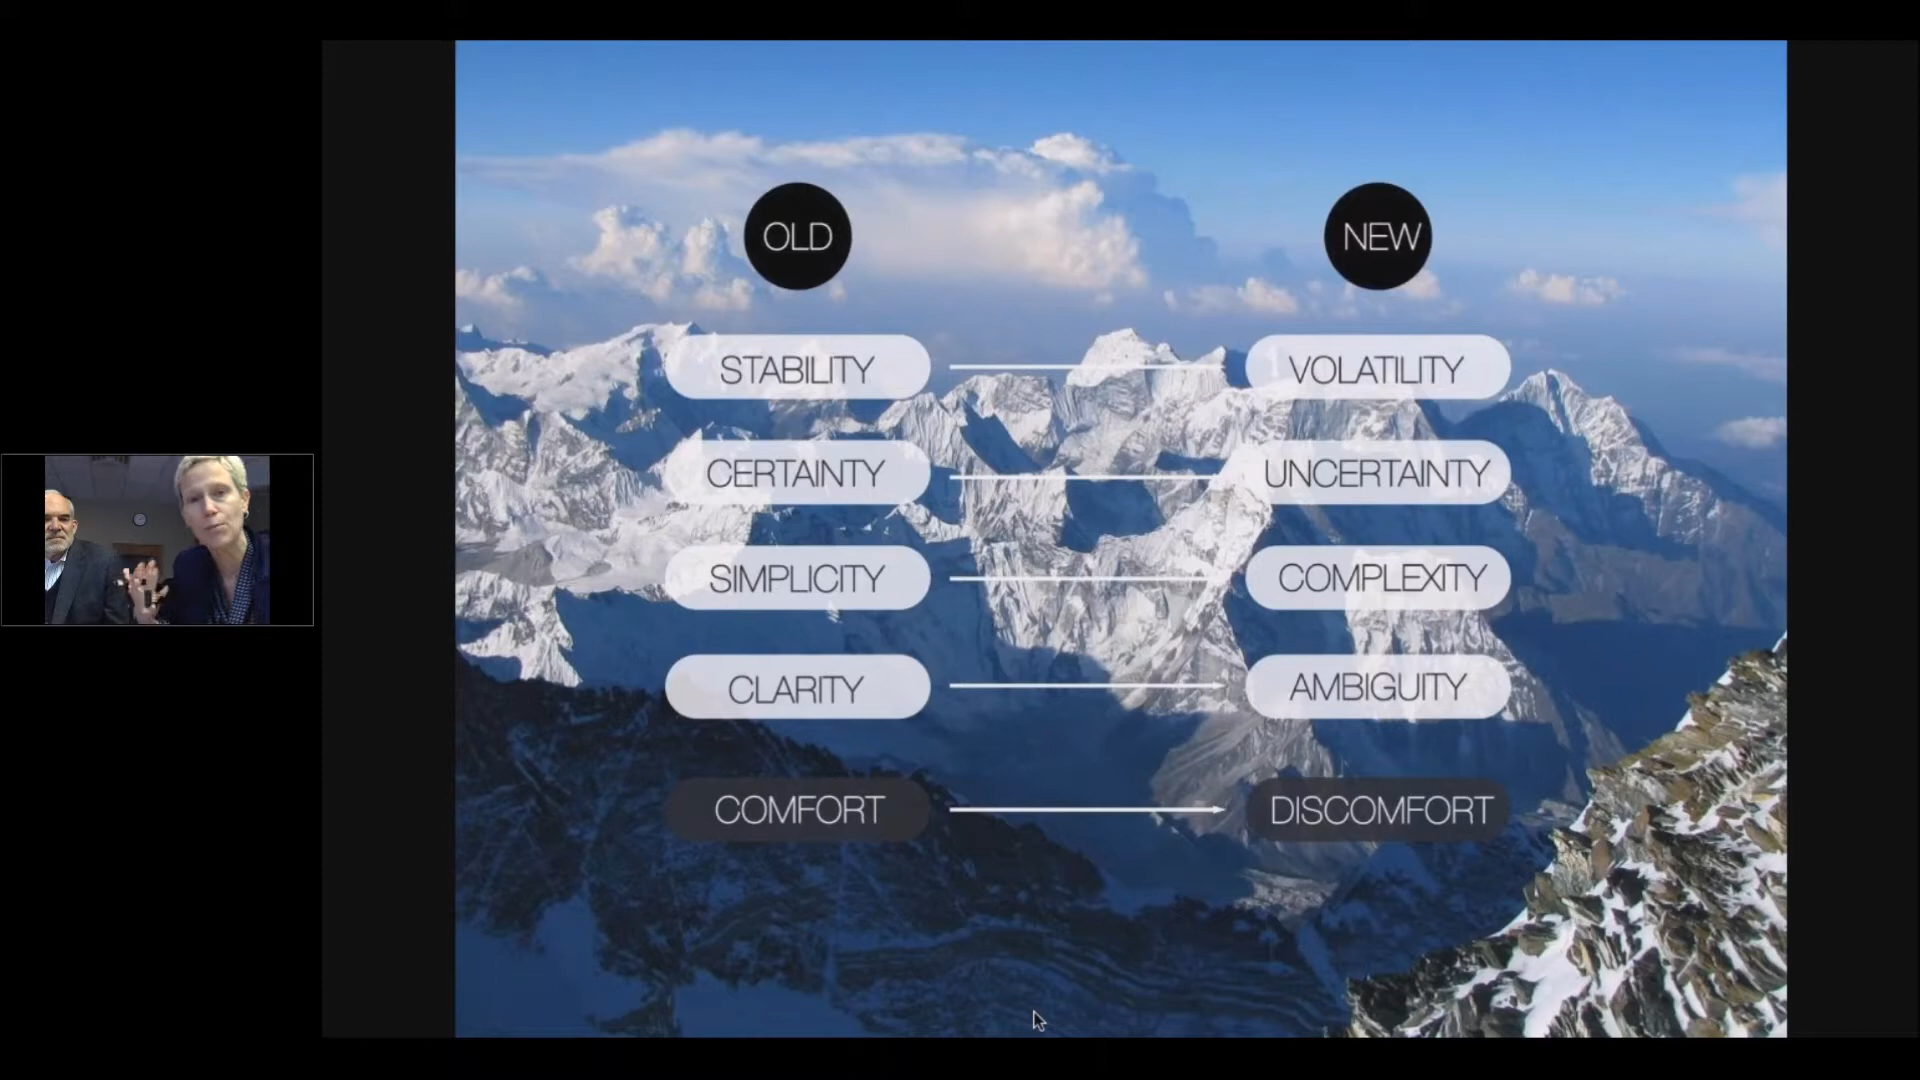 OLD NEW
STABILITY VOLATILITY
CERTAINTY UNCERTAINTY
SIMPLICITY COMPLEXITY
CLARITY AMBIGUITY
COMFORT DISCOMFORT